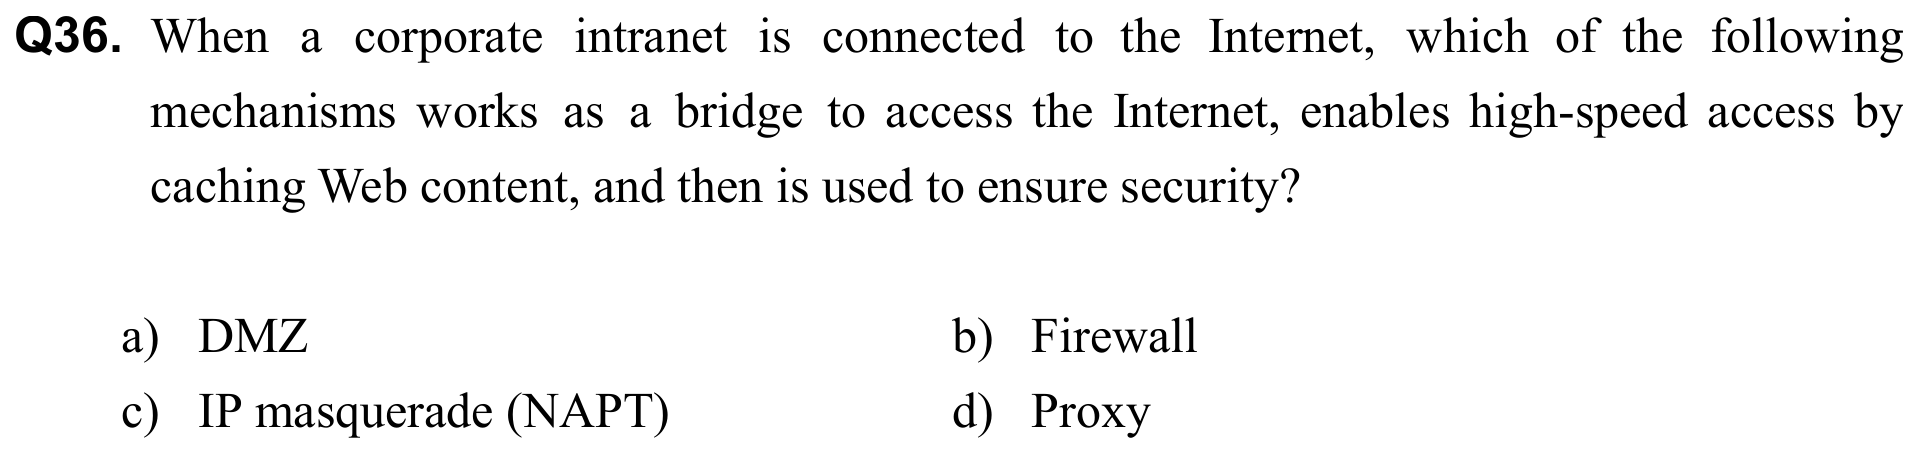 Q36. When a corporate intranet is connected to the Internet, which of the following
mechanisms works as a bridge to access the Internet, enables high-speed access by
caching Web content, and then is used to ensure security?
a) DMZ b) Firewall
c) IP masquerade (NAPT) d) Proxy